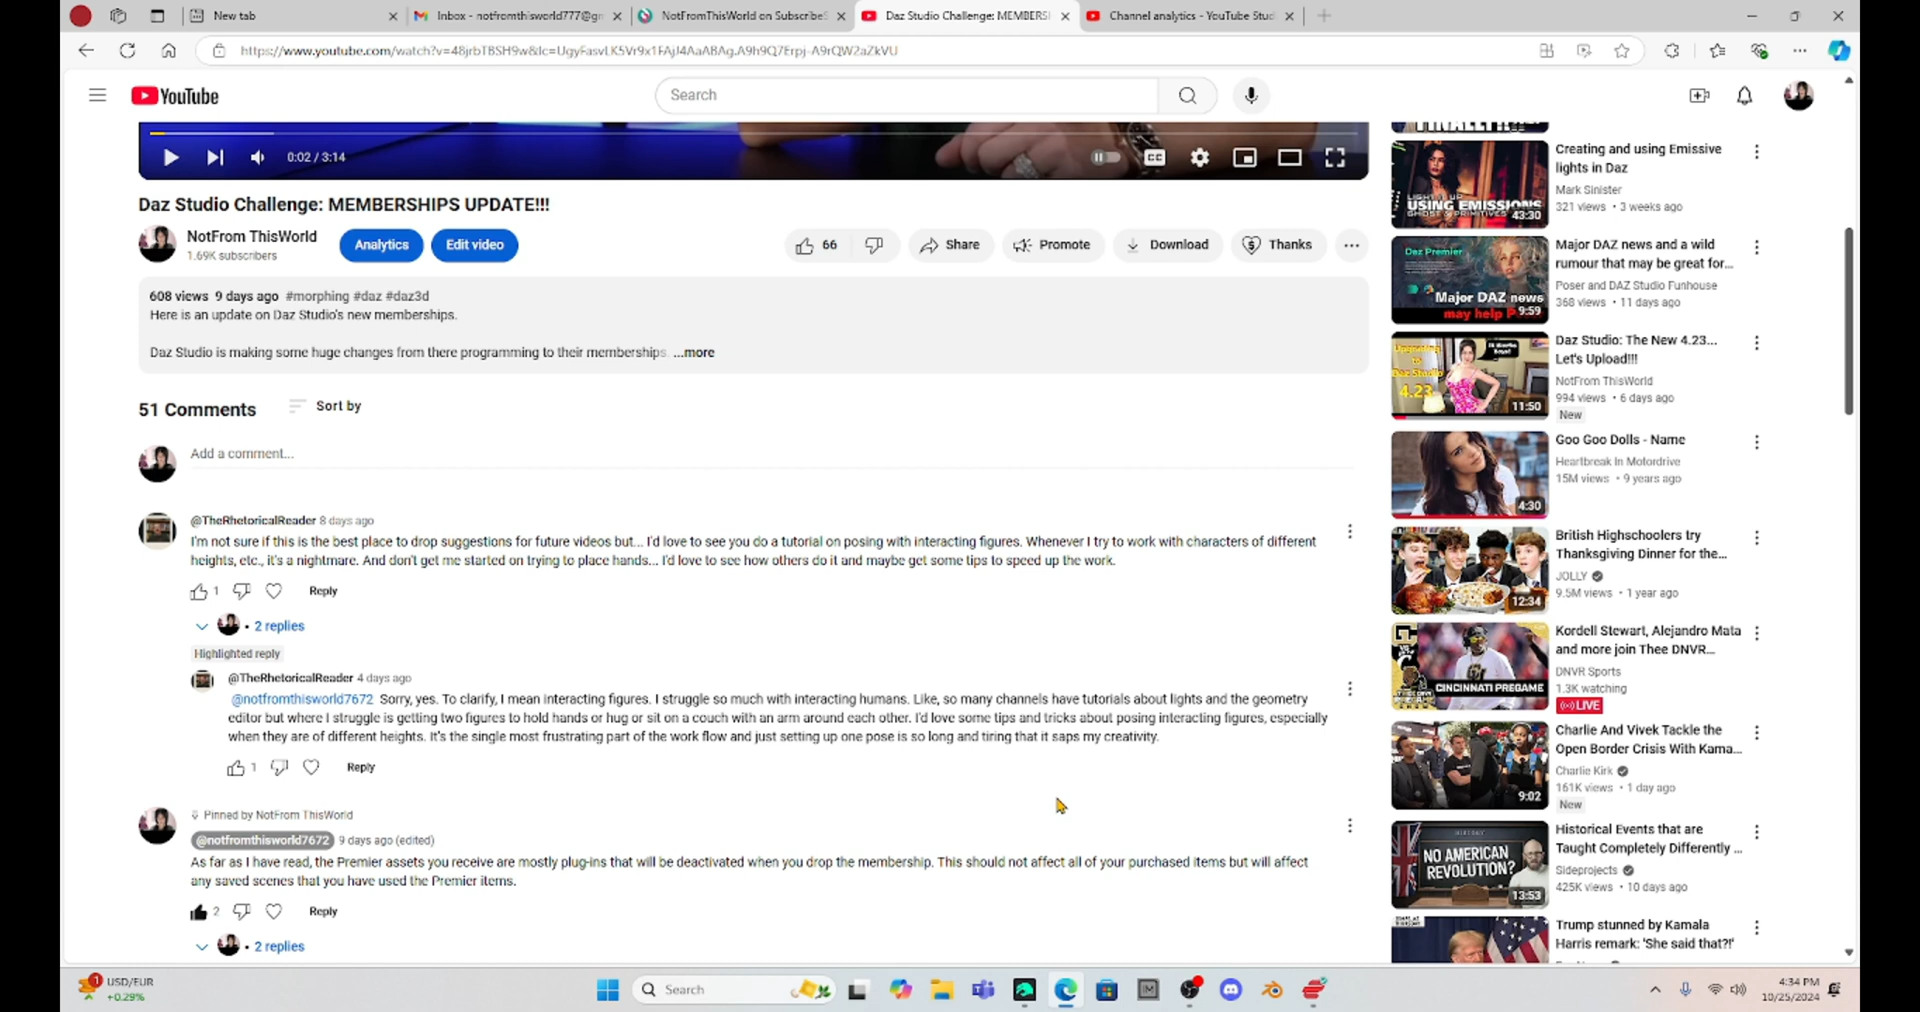 New tab
Inbox - notfromthisworld777@gm
NotFromThisWorld on SubscribeS
Daz Studio Challenge: MEMBERSH
Channel analytics - YouTube Stud
https://www.youtube.com/watch?v=48jrbTBSH9w&lc=UgyFasvLK5Vr9x1FAjJ4AaABAg.A9h9Q7Erpj-A9rQW2aZkVU
YouTube
Search
0:02 / 3:14
CC
Daz Studio Challenge: MEMBERSHIPS UPDATE!!!
NotFrom ThisWorld
1.69K subscribers
Analytics
Edit video
66
Share
Promote
Download
Thanks
608 views 9 days ago #morphing #daz #daz3d
Here is an update on Daz Studio's new memberships.
Daz Studio is making some huge changes from there programming to their memberships. ...more
51 Comments
Sort by
Add a comment...
@TheRhetoricalReader 8 days ago
I'm not sure if this is the best place to drop suggestions for future videos but... I'd love to see you do a tutorial on posing with interacting figures. Whenever I try to work with characters of different
heights, etc., it's a nightmare. And don't get me started on trying to place hands... I'd love to see how others do it and maybe get some tips to speed up the work.
1
Reply
• 2 replies
Highlighted reply
@TheRhetoricalReader 4 days ago
@notfromthisworld7672 Sorry, yes. To clarify, I mean interacting figures. I struggle so much with interacting humans. Like, so many channels have tutorials about lights and the geometry
editor but where I struggle is getting two figures to hold hands or hug or sit on a couch with an arm around each other. I'd love some tips and tricks about posing interacting figures, especially
when they are of different heights. It's the single most frustrating part of the work flow and just setting up one pose is so long and tiring that it saps my creativity.
1
Reply
Pinned by NotFrom ThisWorld
@notfromthisworld7672 9 days ago (edited)
As far as I have read, the Premier assets you receive are mostly plug-ins that will be deactivated when you drop the membership. This should not affect all of your purchased items but will affect
any saved scenes that you have used the Premier items.
2
Reply
• 2 replies
FINALLY!!
Creating and using Emissive
lights in Daz
Mark Sinister
321 views • 3 weeks ago
LIGHT IT UP
USING EMISSIONS
GHOST & PRIMITIVES
43:30
Major DAZ news and a wild
rumour that may be great for...
Poser and DAZ Studio Funhouse
368 views • 11 days ago
Daz Premier
Major DAZ news
may help P
9:59
Daz Studio: The New 4.23...
Let's Upload!!!
NotFrom ThisWorld
994 views • 6 days ago
New
Upgrading
to
Daz Studio
4.23
11:50
Goo Goo Dolls - Name
Heartbreak In Motordrive
15M views • 9 years ago
4:30
British Highschoolers try
Thanksgiving Dinner for the...
JOLLY
9.5M views • 1 year ago
12:34
Kordell Stewart, Alejandro Mata
and more join Thee DNVR...
DNVR Sports
1.3K watching
LIVE
CINCINNATI PREGAME
Charlie And Vivek Tackle the
Open Border Crisis With Kama...
Charlie Kirk
161K views • 1 day ago
New
9:02
Historical Events that are
Taught Completely Differently ...
Sideprojects
425K views • 10 days ago
NO AMERICAN
REVOLUTION?
13:53
Trump stunned by Kamala
Harris remark: 'She said that?!'
1
USD/EUR
+0.29%
Search
4:34 PM
10/25/2024